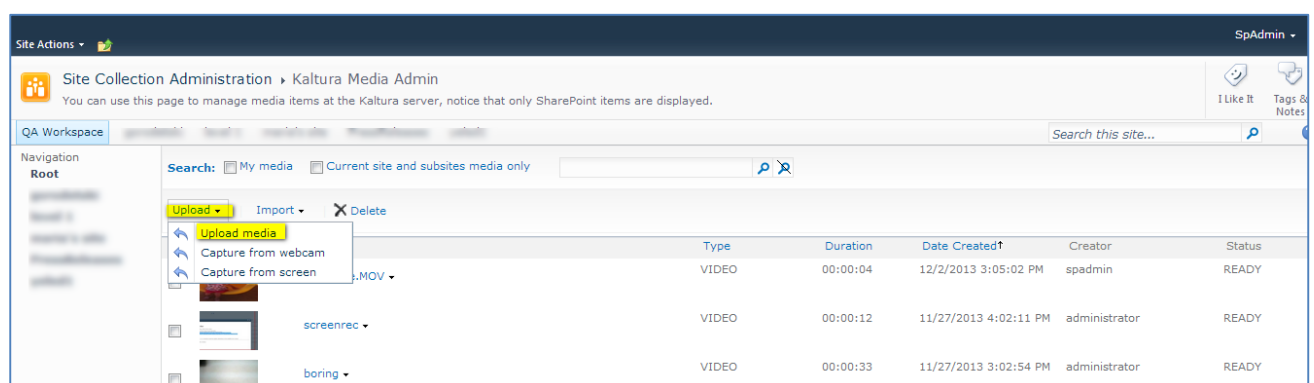 SpAdmin
Site Actions
Site Collection Administration Kaltura Media Admin
You can use this page to manage media items at the Kaltura server, notice that only SharePoint items are displayed.
I Like It
Tags &
Notes
QA Workspace
Search this site...
Navigation
Root
Search: My media Current site and subsites media only
Upload Import Delete
Upload media
Capture from webcam
Capture from screen
Type Duration Date Created↑ Creator Status
e.MOV VIDEO 00:00:04 12/2/2013 3:05:02 PM spadmin READY
screenrec VIDEO 00:00:12 11/27/2013 4:02:11 PM administrator READY
boring VIDEO 00:00:33 11/27/2013 3:02:54 PM administrator READY